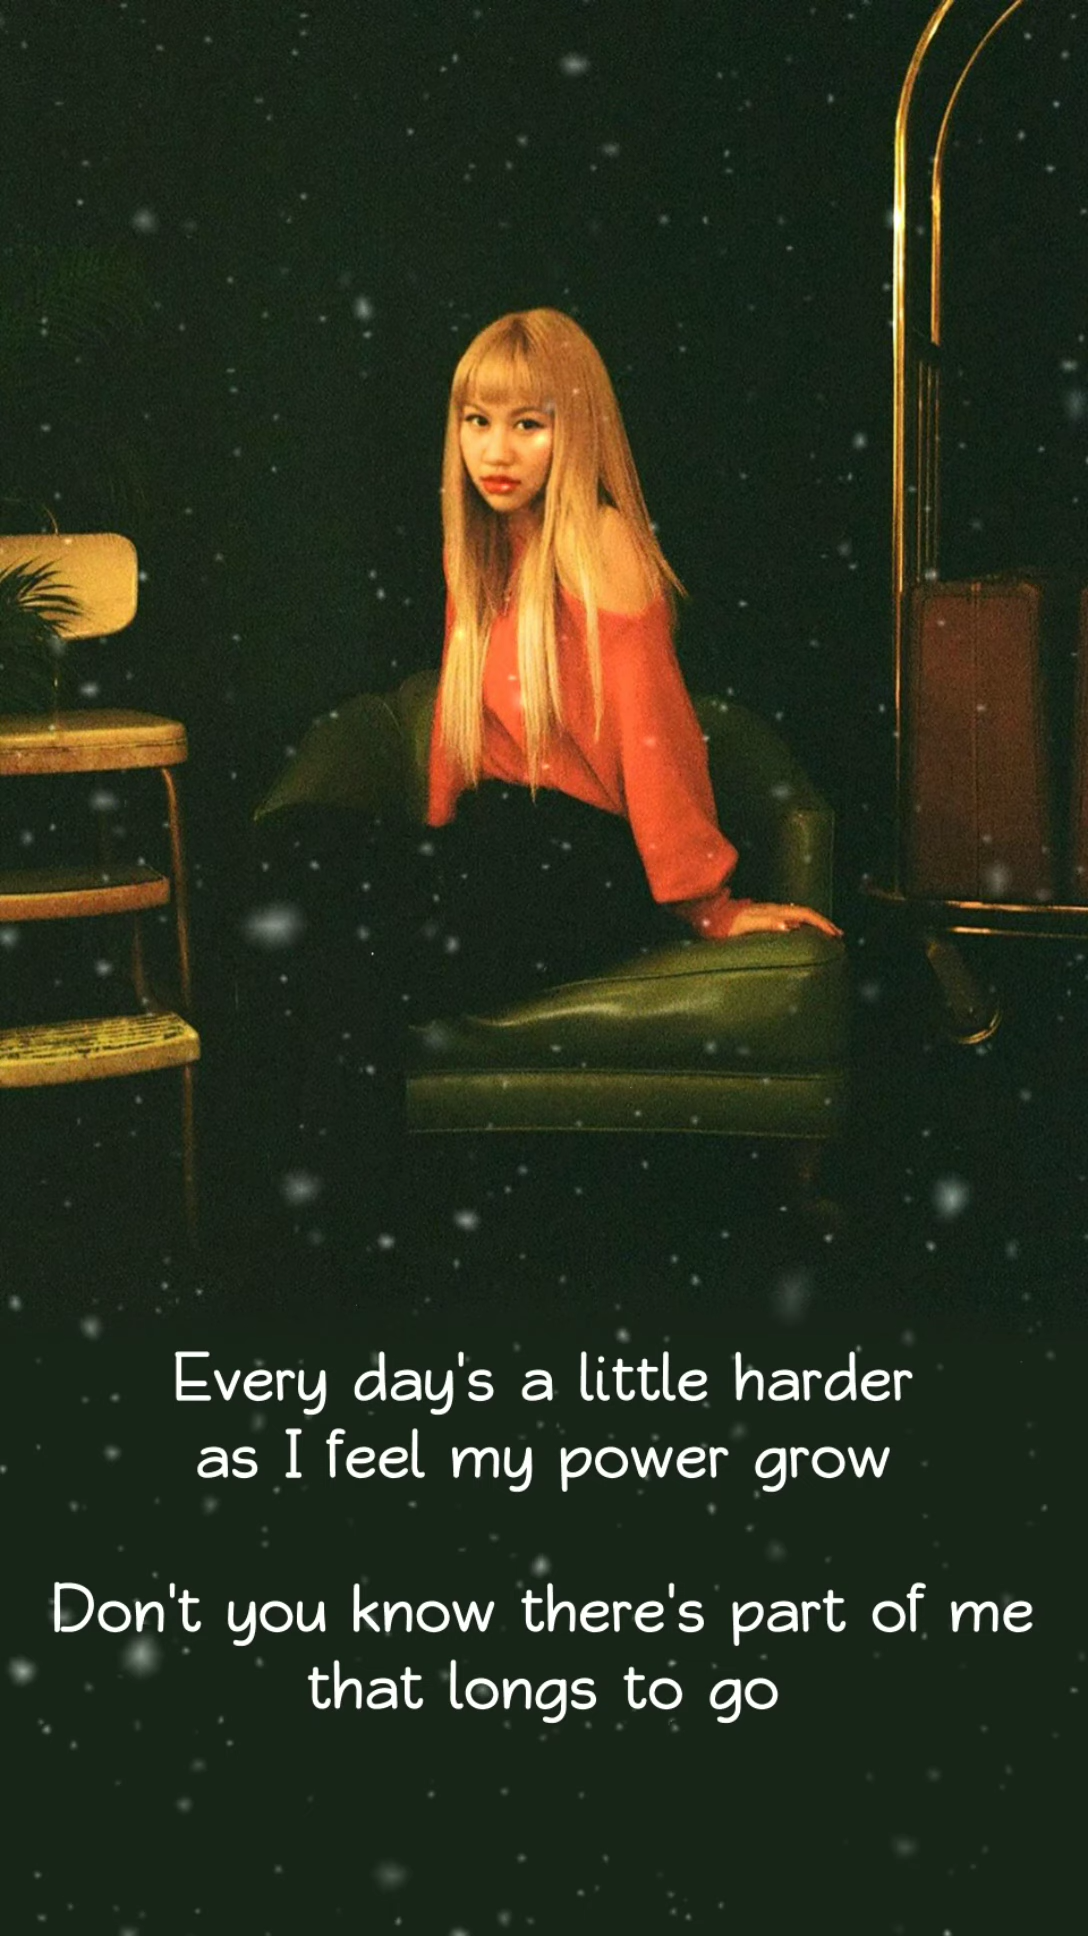 Every day's a little harder
as I feel my power grow
Don't you know there's part of me
that longs to go